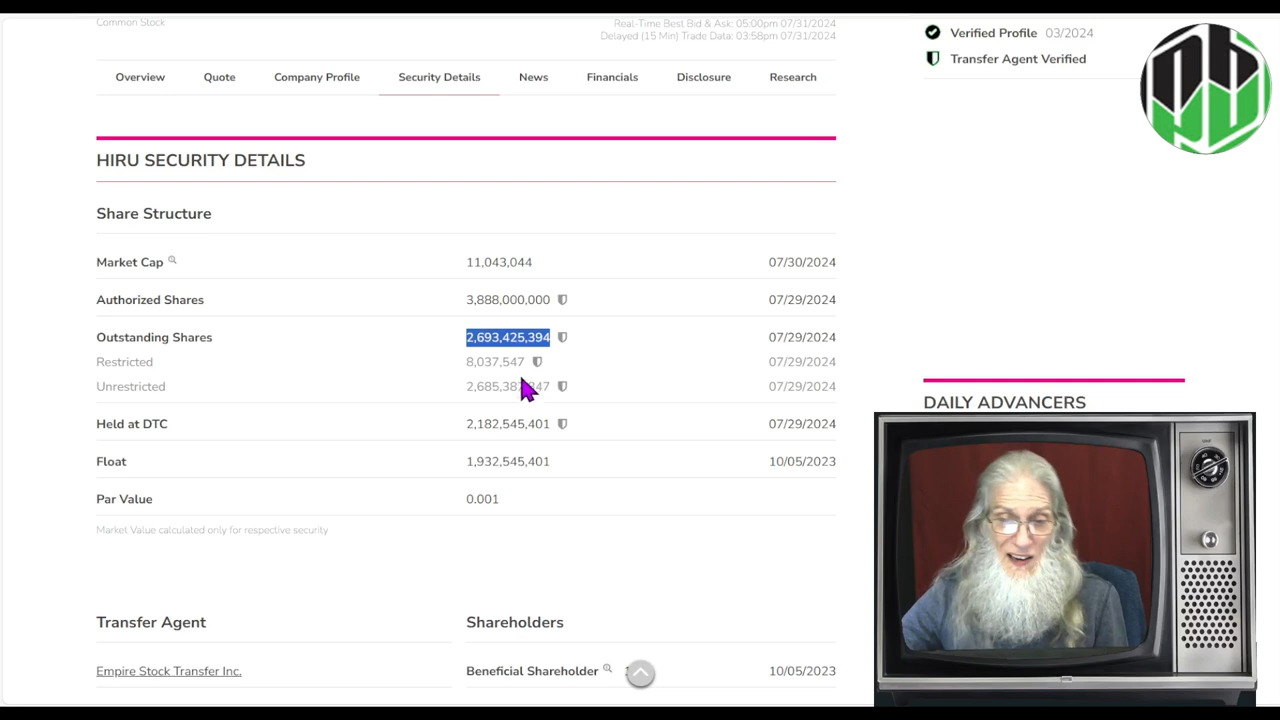 Common Stock
Real-Time Best Bid & Ask: 05:00pm 07/31/2024
Delayed (15 Min) Trade Data: 03:58pm 07/31/2024
Verified Profile 03/2024
Transfer Agent Verified
Overview Quote Company Profile Security Details News Financials Disclosure Research
HIRU SECURITY DETAILS
Share Structure
Market Cap 11,043,044 07/30/2024
Authorized Shares 3,888,000,000 07/29/2024
Outstanding Shares 2,693,425,394 07/29/2024
Restricted 8,037,547 07/29/2024
Unrestricted 07/29/2024
Held at DTC 2,182,545,401 07/29/2024
Float 1,932,545,401 10/05/2023
Par Value 0.001
Market Value calculated only for respective security
DAILY ADVANCERS
Transfer Agent Shareholders
Empire Stock Transfer Inc. Beneficial Shareholder 10/05/2023